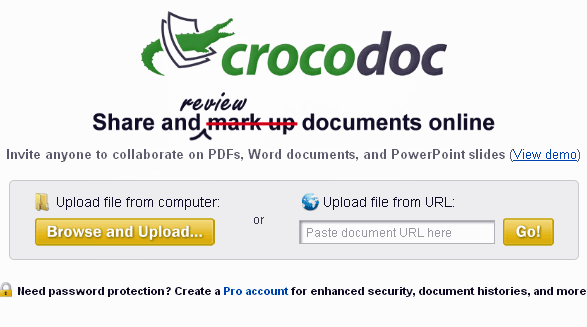 crocodoc
review
Share and mark up documents online
Invite anyone to collaborate on PDFs, Word documents, and PowerPoint slides (View demo)
Upload file from computer:
Browse and Upload...
or
Upload file from URL:
Paste document URL here
Go!
Need password protection? Create a Pro account for enhanced security, document histories, and more